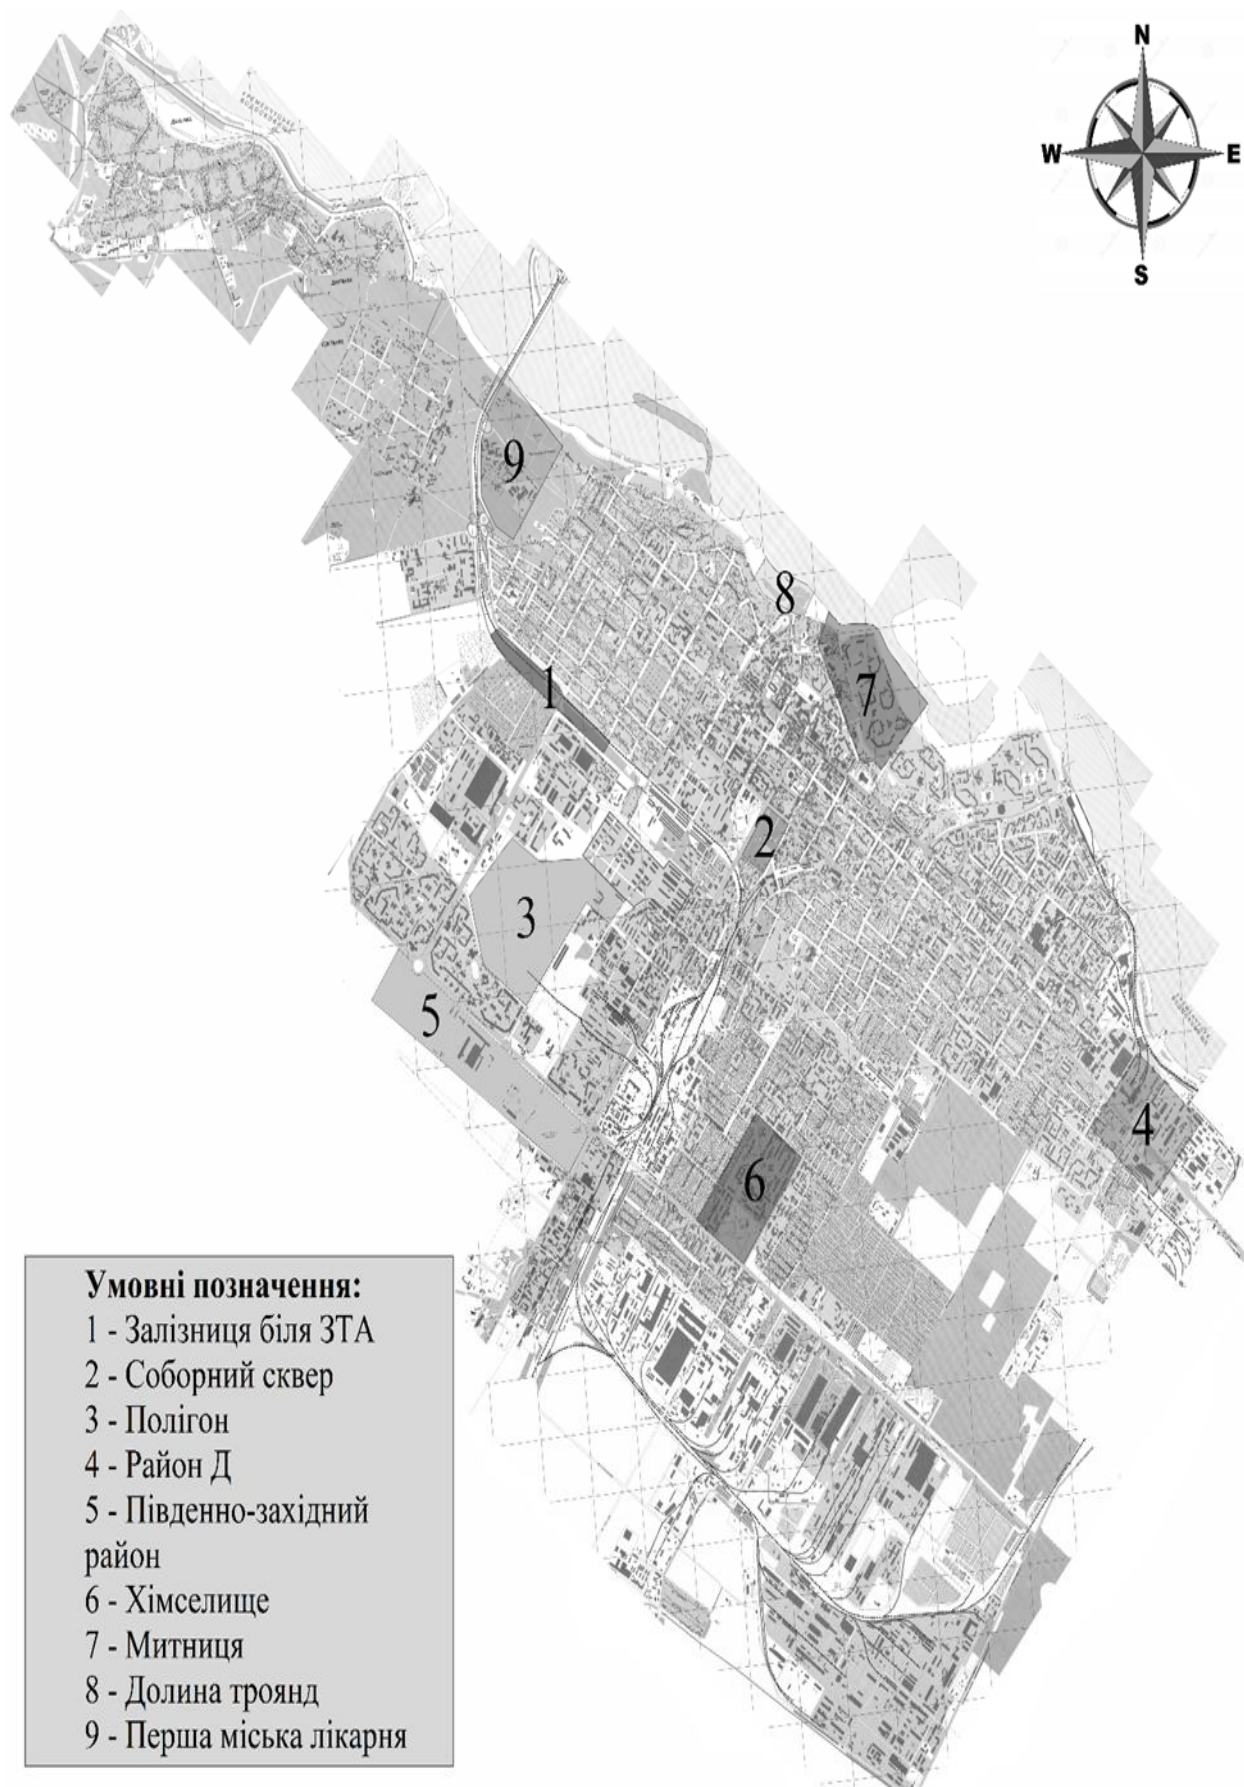 N
W
E
S
КРЕМЕНЧУЦЬКЕ
9
8
1
7
2
3
5
4
6
Умовні позначення:
1 - Залізниця біля ЗТА
2 - Соборний сквер
3 - Полігон
4 - Район Д
5 - Південно-західний
район
6 - Хімселище
7 - Митниця
8 - Долина троянд
9 - Перша міська лікарня